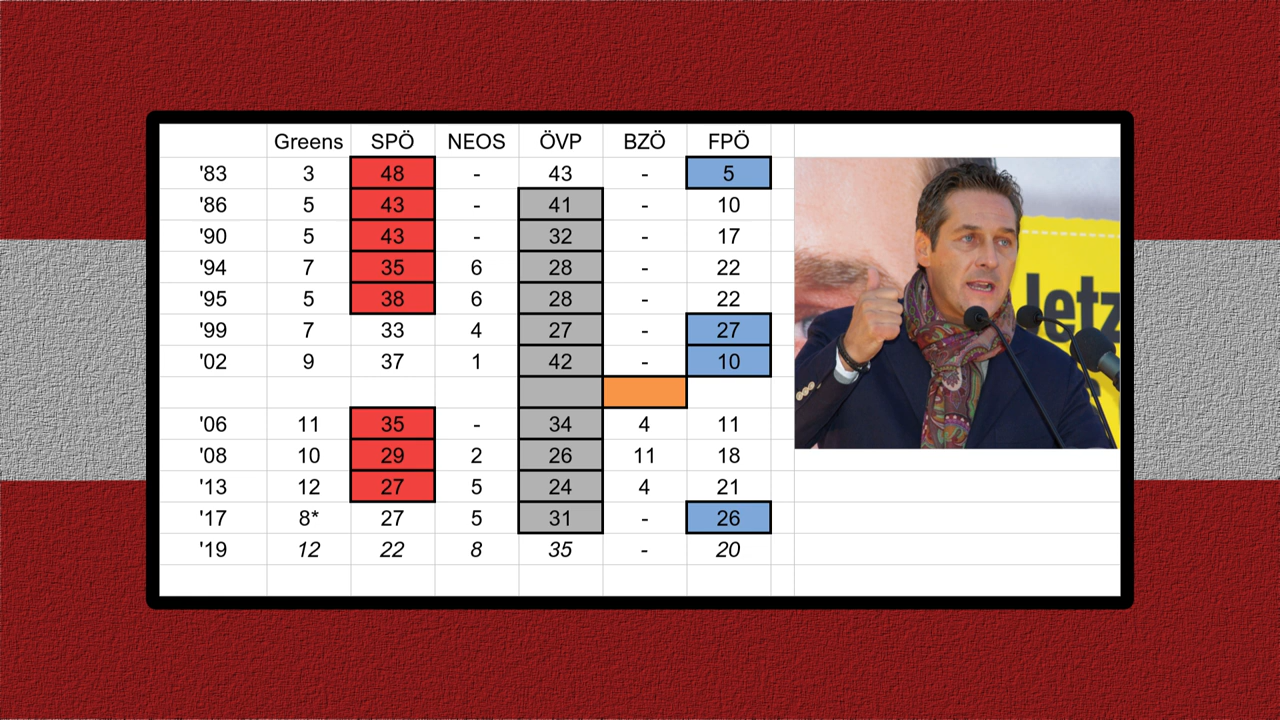 Greens SPÖ NEOS ÖVP BZÖ FPÖ
'83 3 48 - 43 - 5
'86 5 43 - 41 - 10
'90 5 43 - 32 - 17
'94 7 35 6 28 - 22
'95 5 38 6 28 - 22
'99 7 33 4 27 - 27
'02 9 37 1 42 - 10
'06 11 35 - 34 4 11
'08 10 29 2 26 11 18
'13 12 27 5 24 4 21
'17 8* 27 5 31 - 26
'19 12 22 8 35 - 20
Jetz